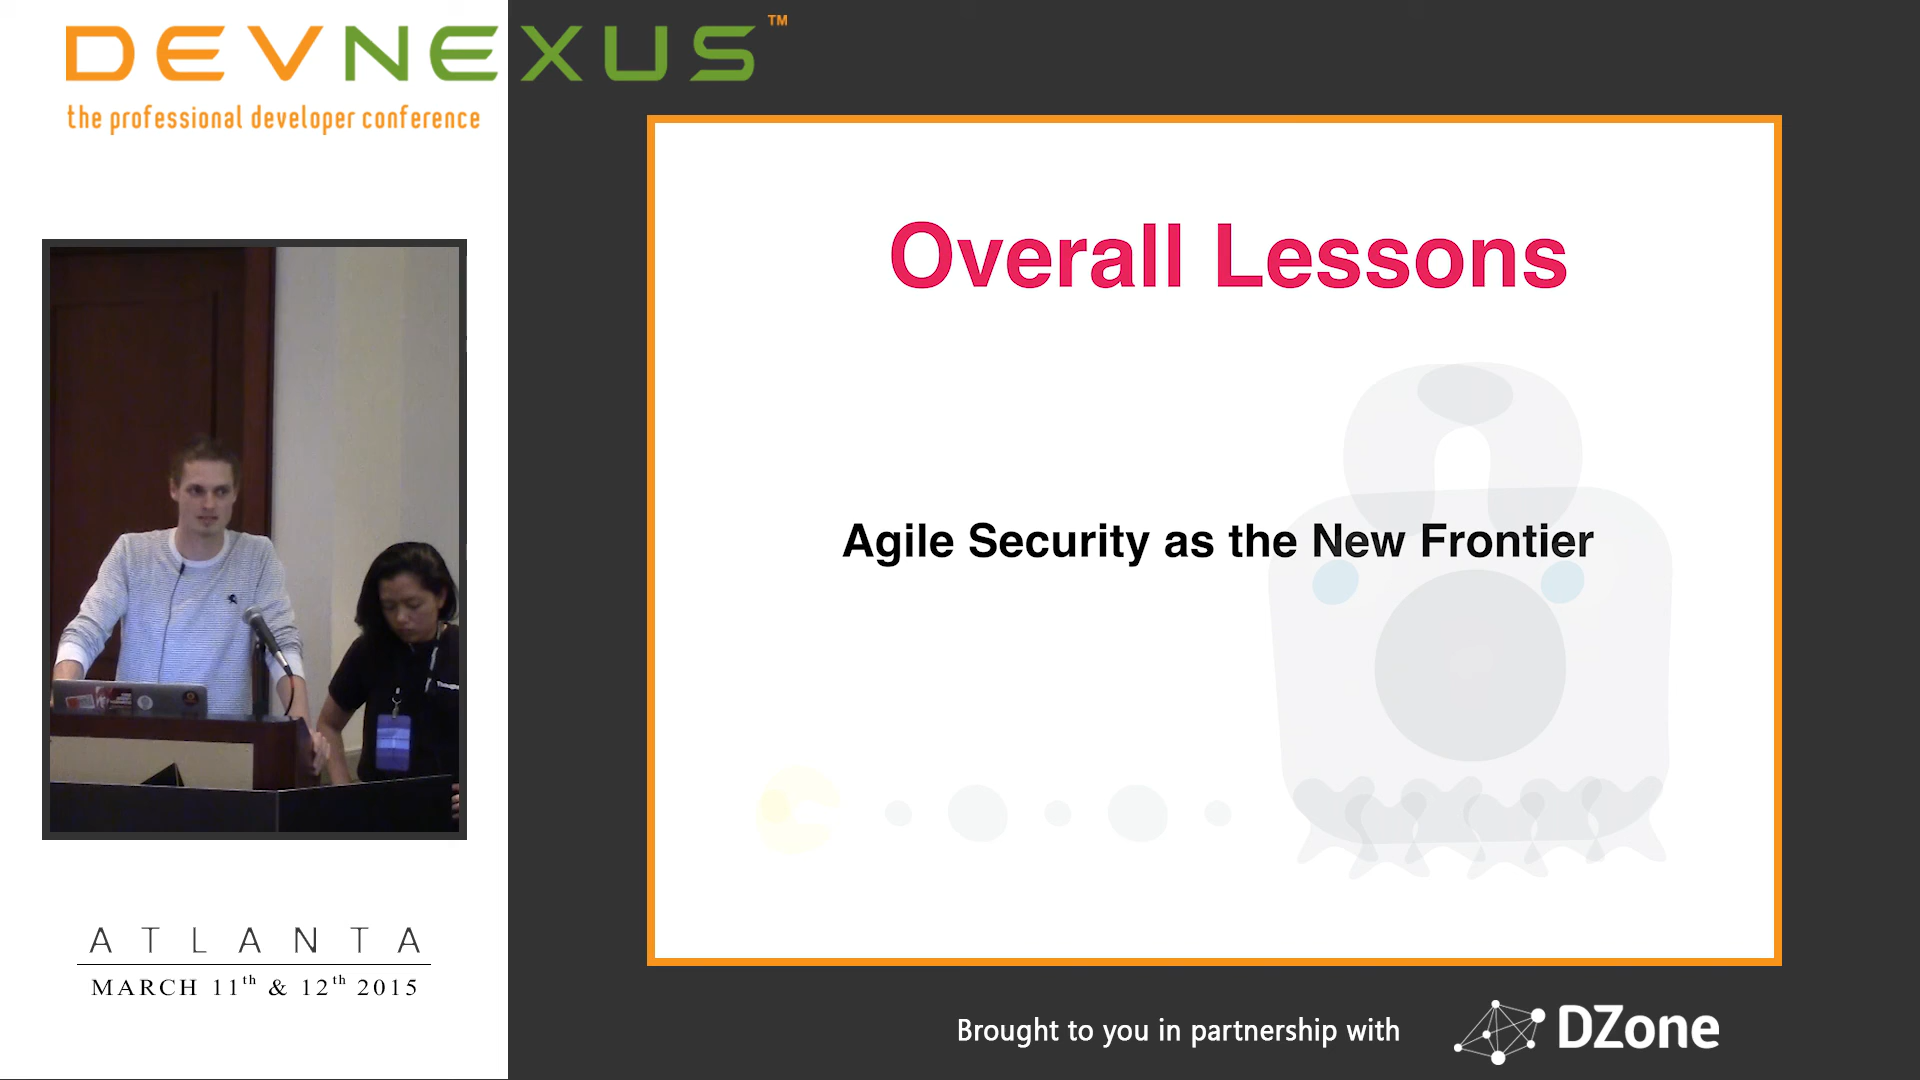 DEVNEXUS™
the professional developer conference
Overall Lessons
Agile Security as the New Frontier
ATLANTA
MARCH 11th & 12th 2015
Brought to you in partnership with
DZone